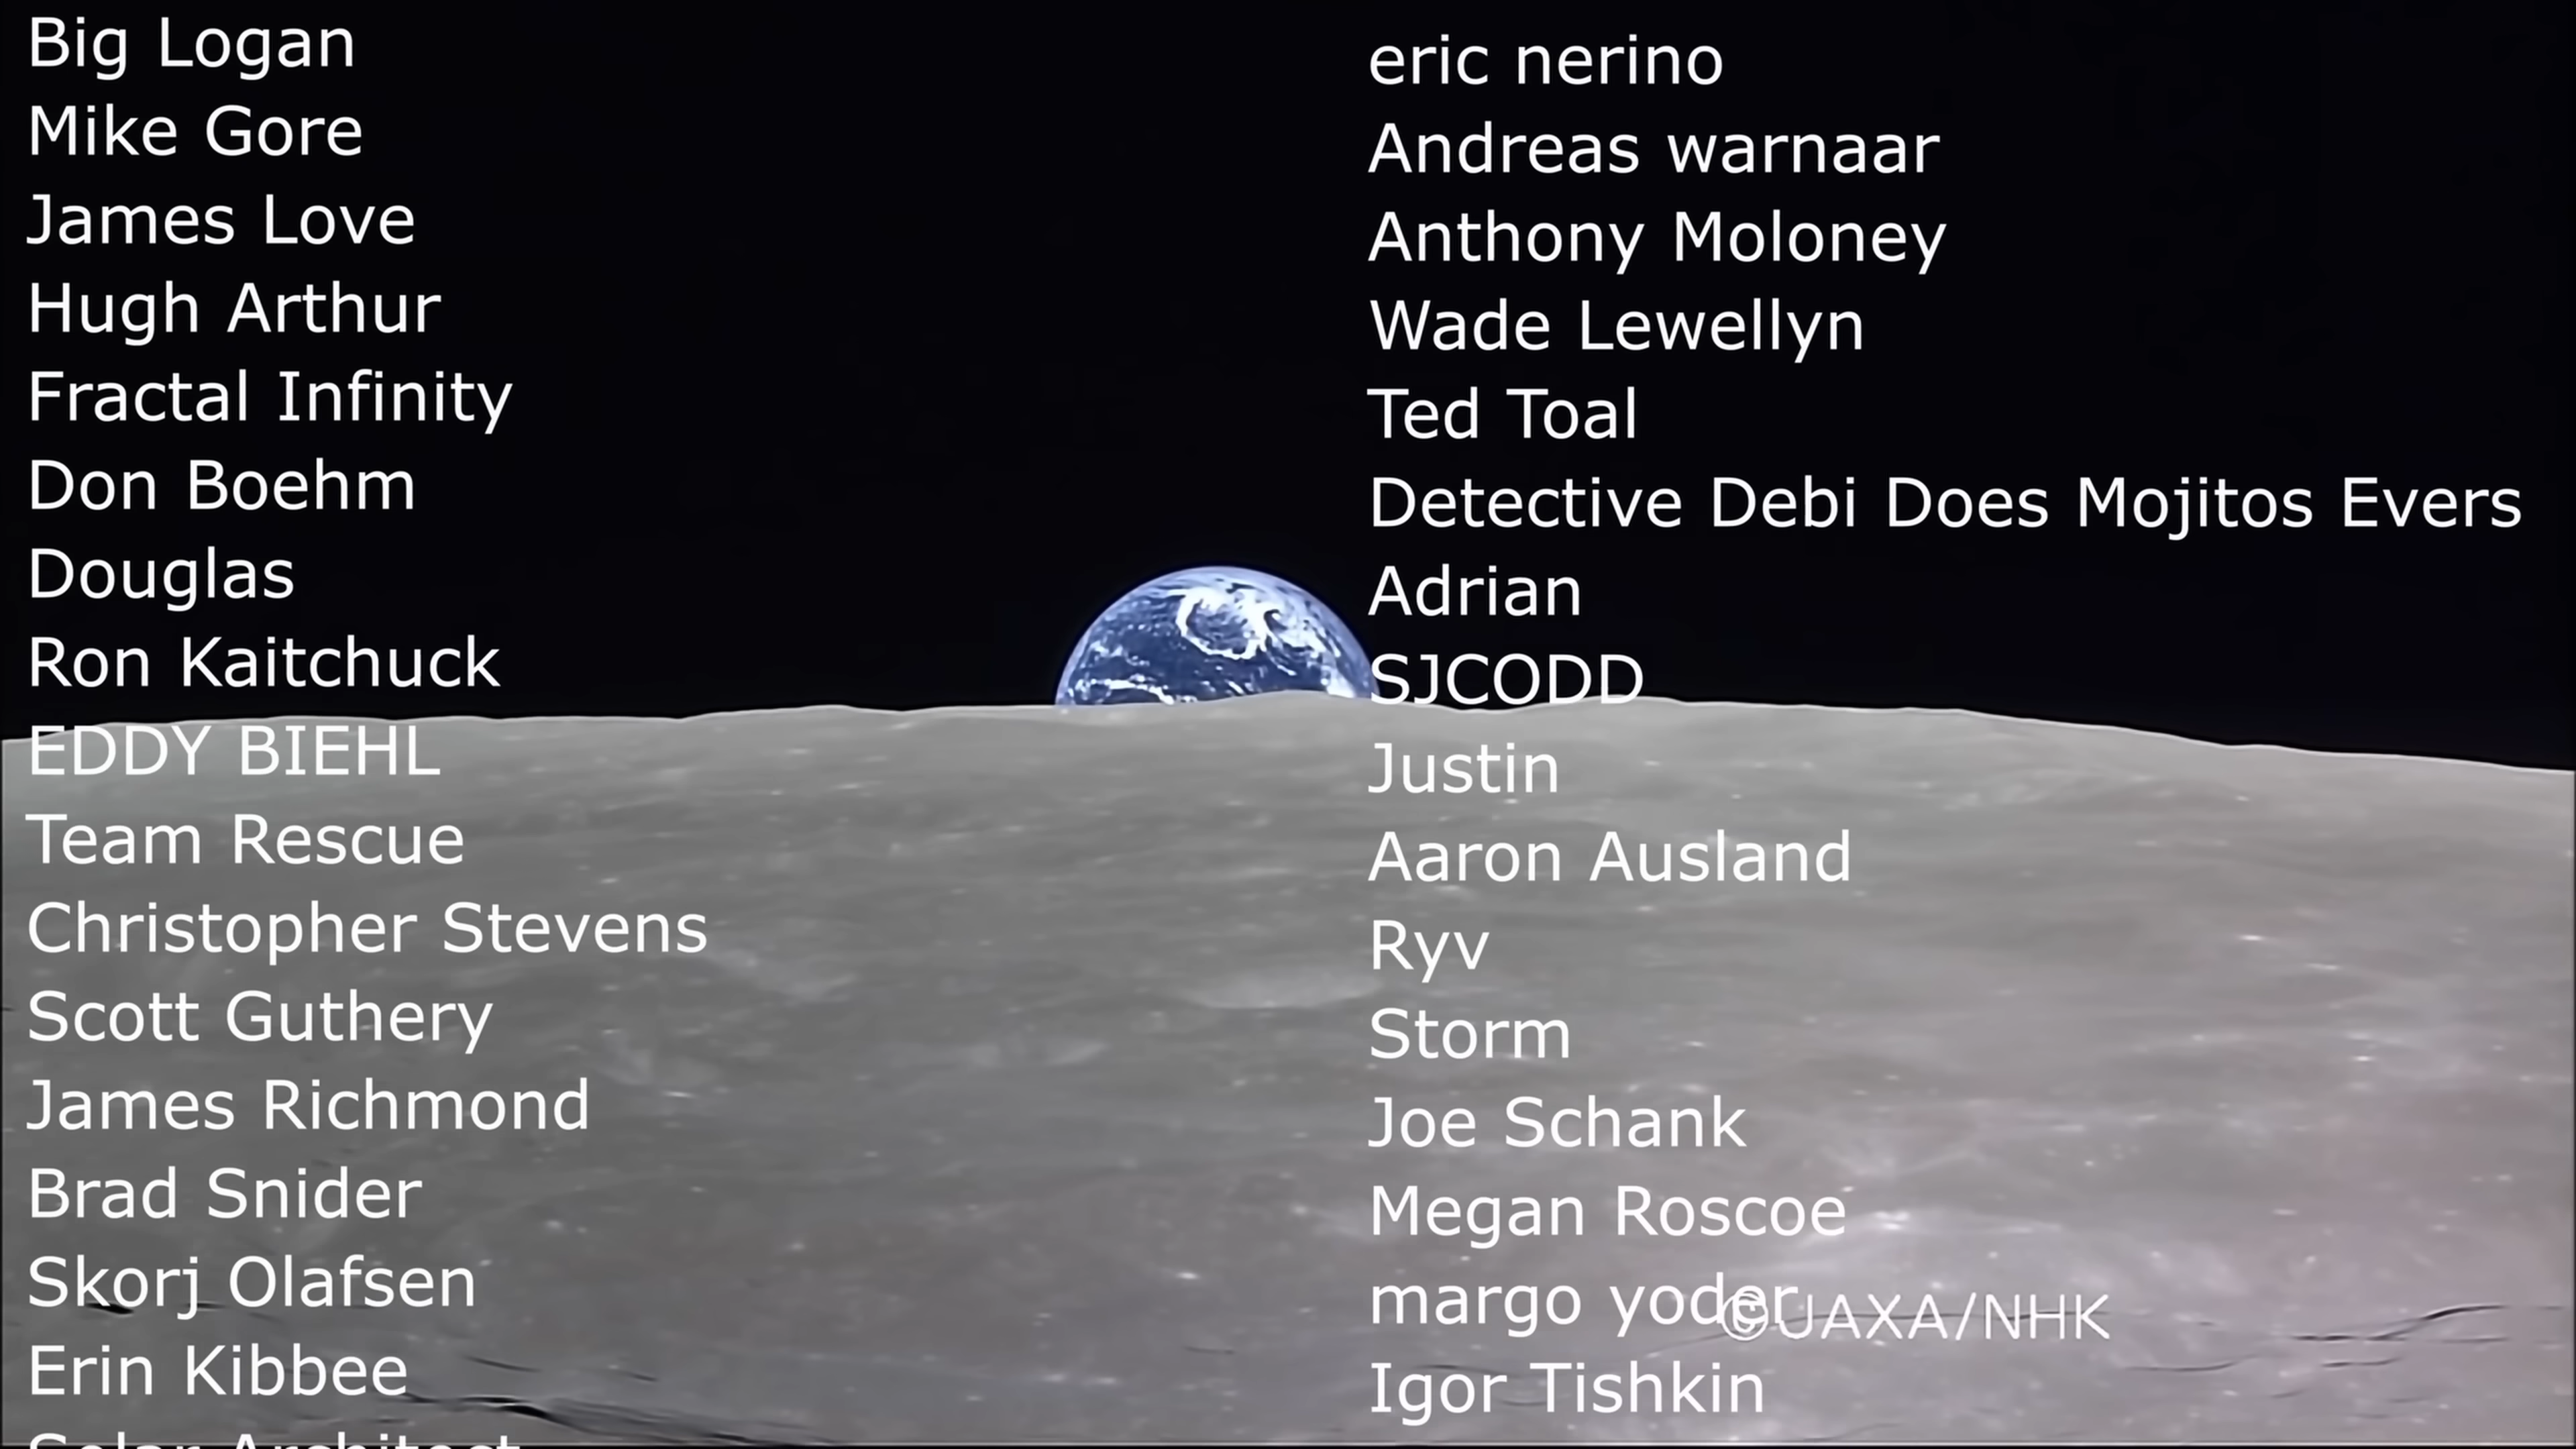 Big Logan
Mike Gore
James Love
Hugh Arthur
Fractal Infinity
Don Boehm
Douglas
Ron Kaitchuck
EDDY BIEHL
Team Rescue
Christopher Stevens
Scott Guthery
James Richmond
Brad Snider
Skorj Olafsen
Erin Kibbee
Solar Architect
eric nerino
Andreas warnaar
Anthony Moloney
Wade Lewellyn
Ted Toal
Detective Debi Does Mojitos Evers
Adrian
SJCODD
Justin
Aaron Ausland
Ryv
Storm
Joe Schank
Megan Roscoe
margo yoder
©JAXA/NHK
Igor Tishkin